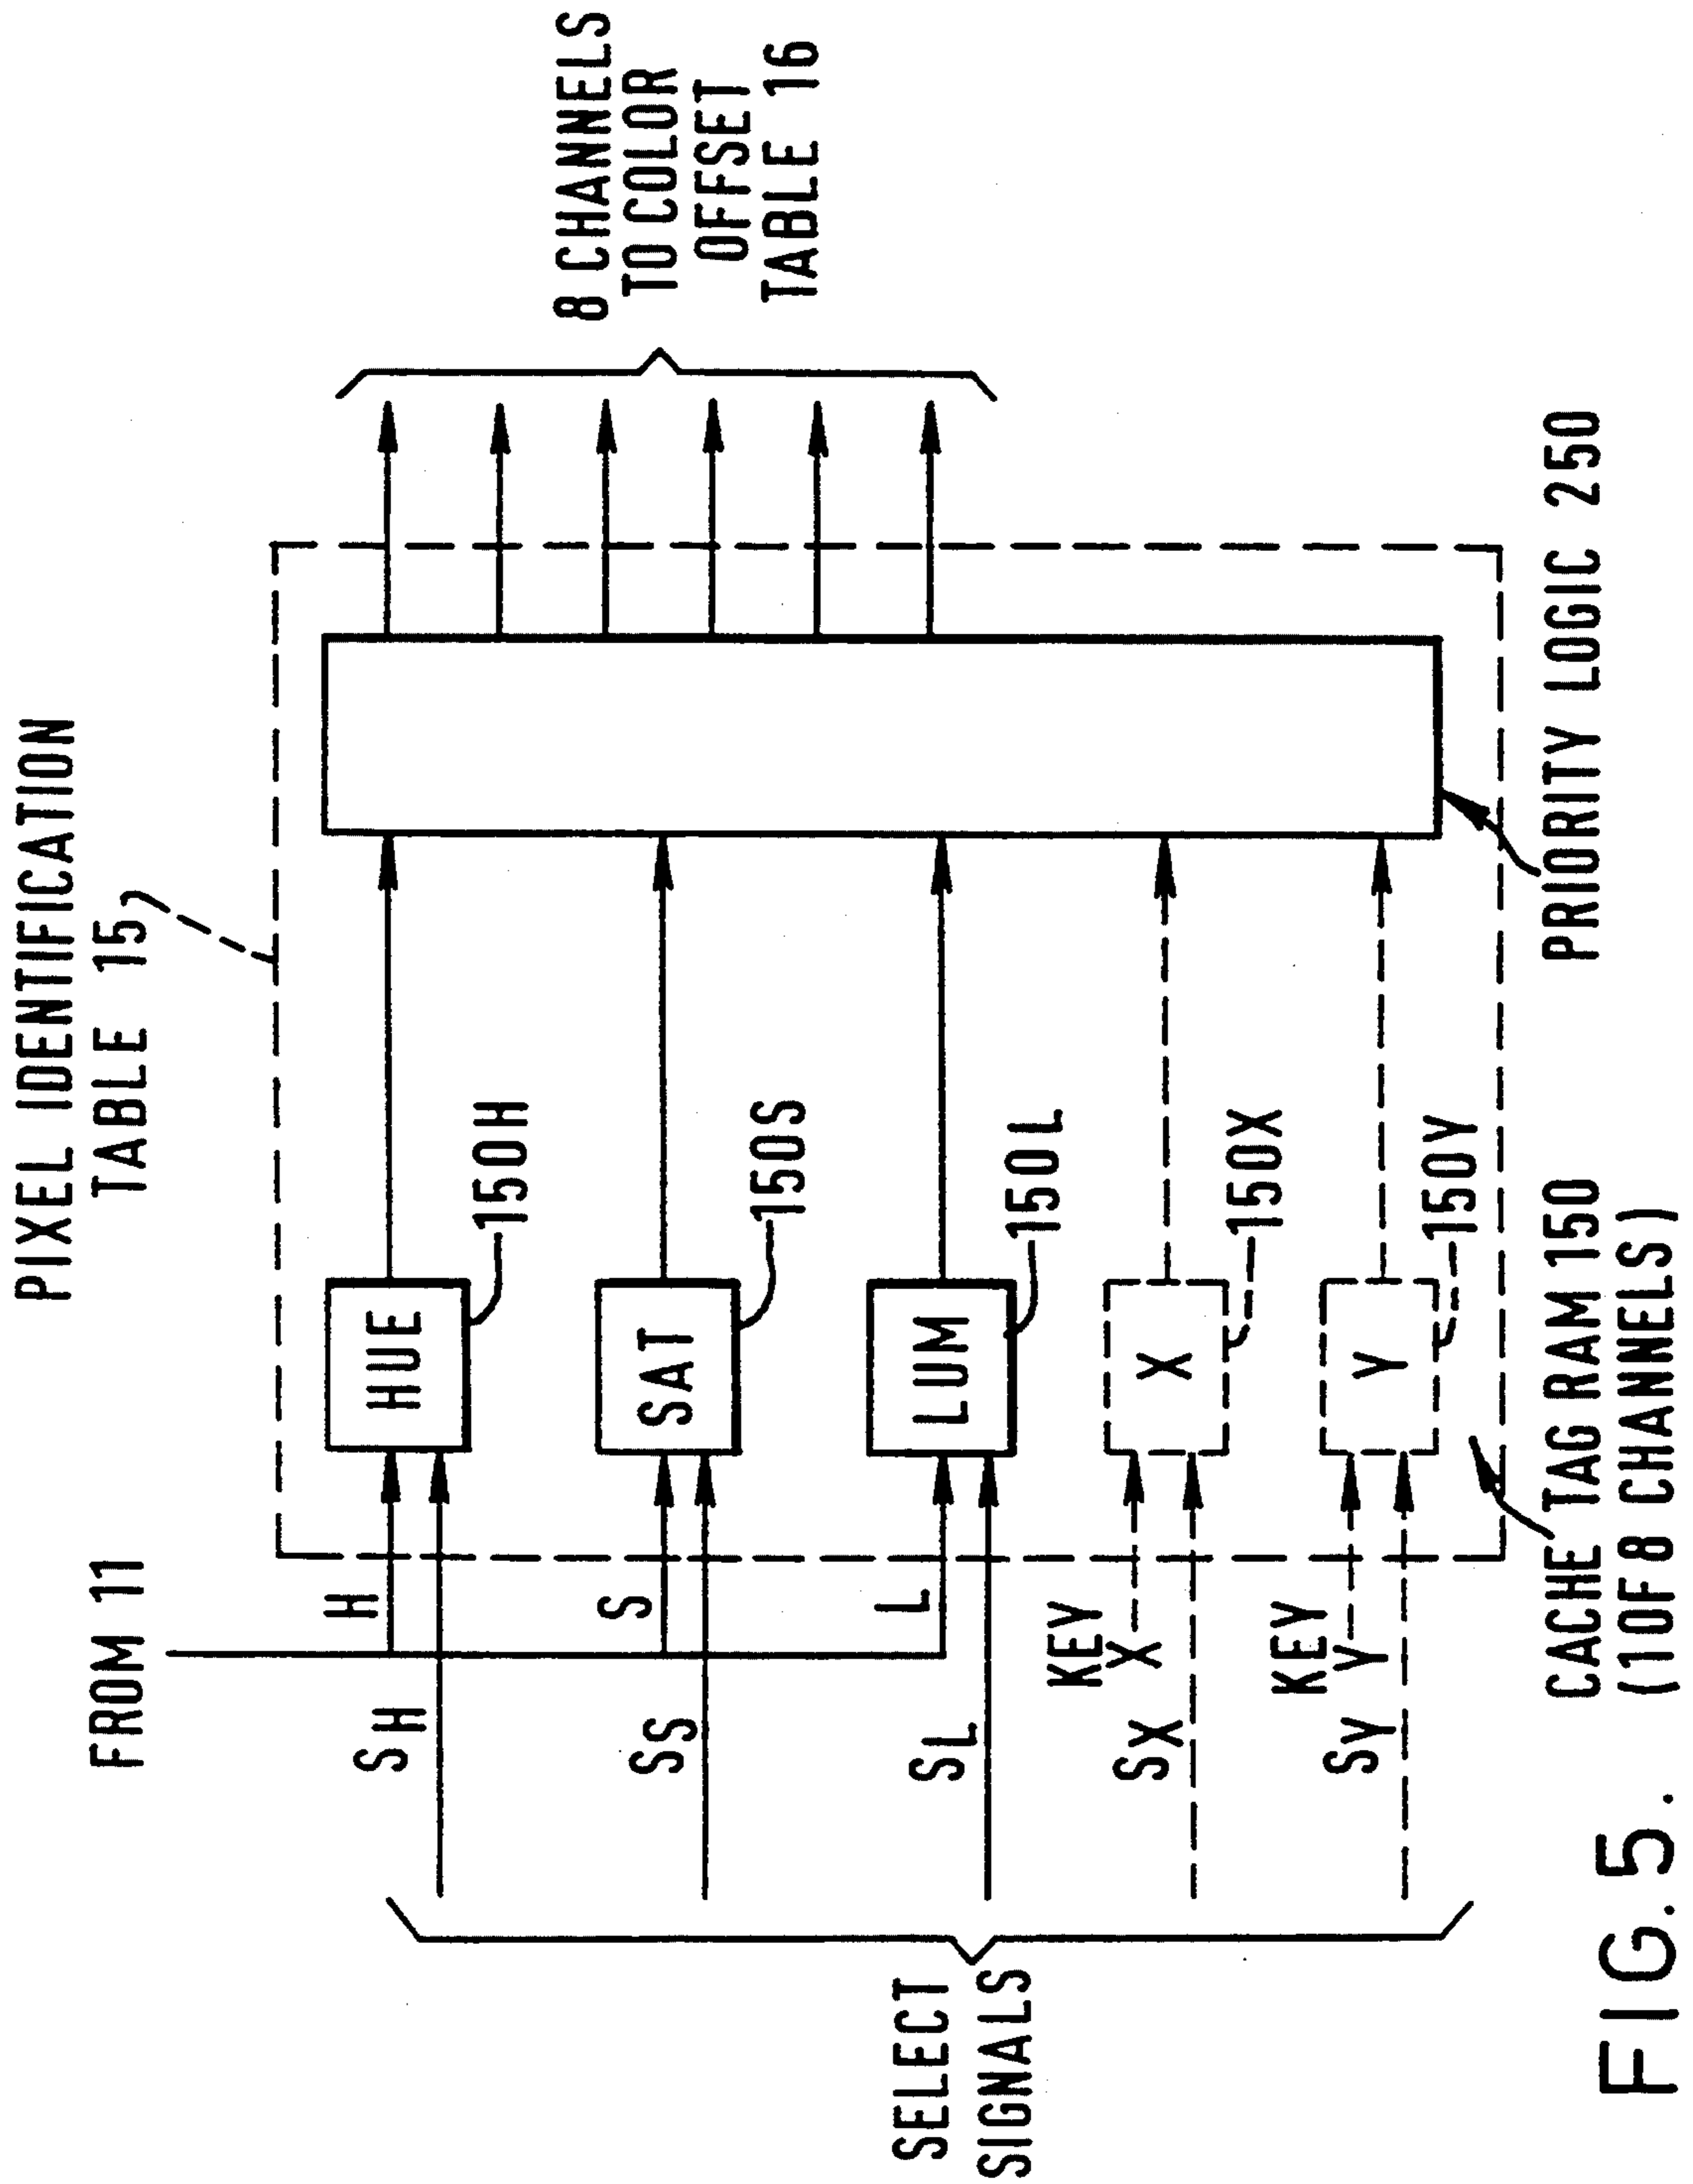 PIXEL IDENTIFICATION
TABLE 15
FROM 11
8 CHANNELS
TO COLOR
OFFSET
TABLE 16
H
SH
HUE
150H
S
SS
SAT
150S
L
SL
LUM
150L
KEY
X
SX
X
150X
KEY
Y
SY
Y
150Y
SELECT
SIGNALS
CACHE TAG RAM 150
(1OF 8 CHANNELS)
PRIORITY LOGIC 250
FIG. 5.